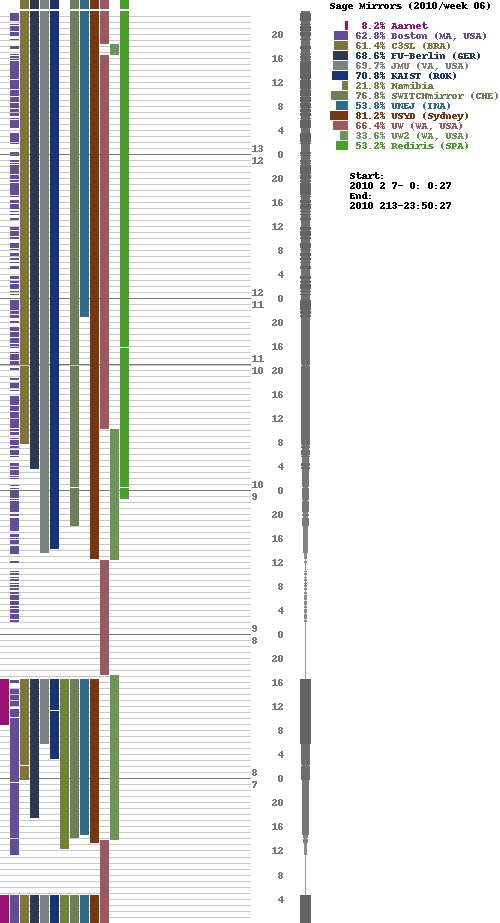 Sage Mirrors (2010/week 06)
8.2% Aarnet
62.8% Boston (MA, USA)
61.4% C3SL (BRA)
68.6% FU-Berlin (GER)
69.7% JMU (VA, USA)
70.8% KAIST (ROK)
21.8% Namibia
76.8% SWITCHmirror (CHE)
53.8% UNEJ (INA)
81.2% USYD (Sydney)
66.4% UW (WA, USA)
33.6% UW2 (WA, USA)
53.2% Rediris (SPA)
Start:
2010 2 7- 0: 0:27
End:
2010 213-23:50:27
20
16
12
8
4
13
0
12
20
16
12
8
4
12
0
11
20
11
10 20
16
12
8
4
10
0
9
20
16
12
8
4
9
0
8
20
16
12
8
4
8
0
7
20
16
12
8
4